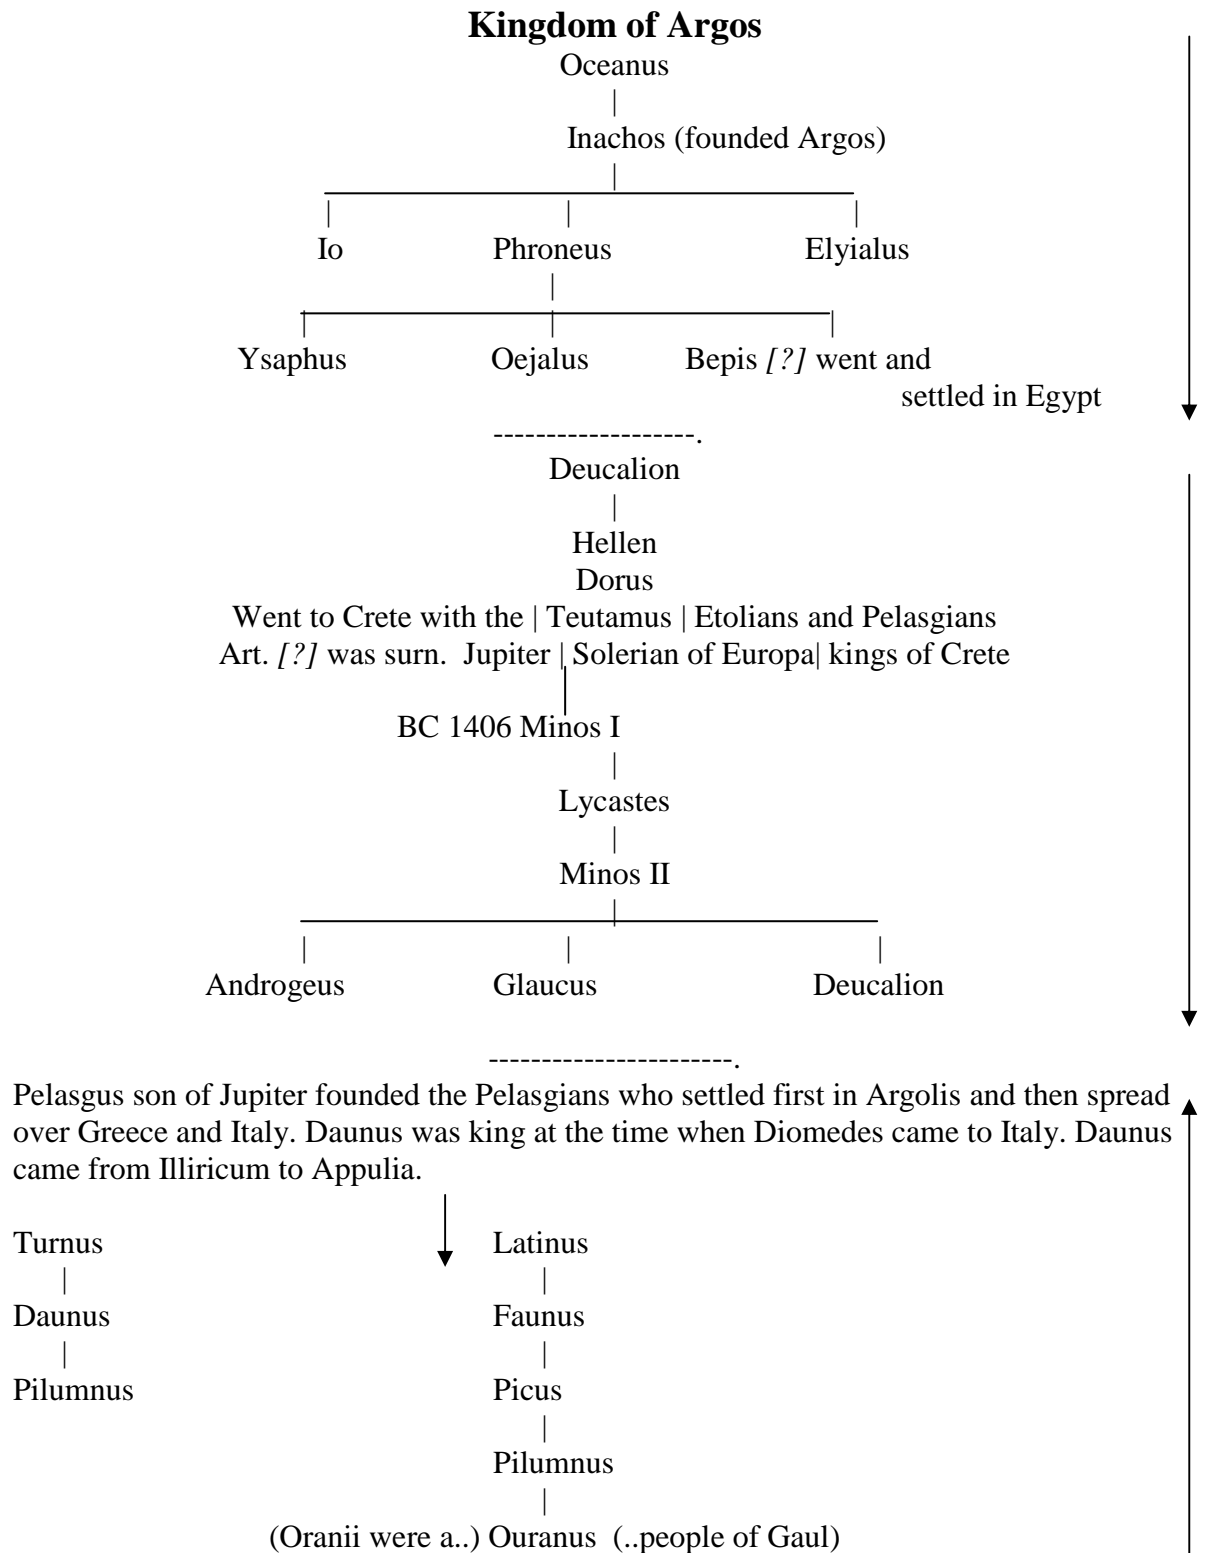 Kingdom of Argos
Oceanus
|
Inachos (founded Argos)
|
| | |
Io Phroneus Elyialus
|
| | |
Ysaphus Oejalus Bepis [?] went and
settled in Egypt
-------------------.
Deucalion
|
Hellen
Dorus
Went to Crete with the | Teutamus | Etolians and Pelasgians
Art. [?] was surn. Jupiter | Solerian of Europa| kings of Crete
BC 1406 Minos I
|
Lycastes
|
Minos II
|
| | |
Androgeus Glaucus Deucalion
-----------------------.
Pelasgus son of Jupiter founded the Pelasgians who settled first in Argolis and then spread
over Greece and Italy. Daunus was king at the time when Diomedes came to Italy. Daunus
came from Illiricum to Appulia.
Turnus Latinus
| |
Daunus Faunus
| |
Pilumnus Picus
|
Pilumnus
|
(Oranii were a..) Ouranus (..people of Gaul)